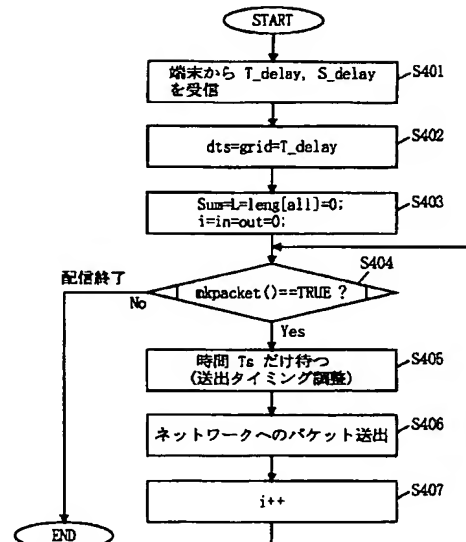 START
端末から T_delay, S_delay
を受信
S401
dts=grid=T_delay
S402
Sum=L=leng[all]=0;
i=in=out=0;
S403
S404
配信終了
No
mkpacket()==TRUE ?
Yes
時間 Ts だけ待つ
(送出タイミング調整)
S405
ネットワークへのパケット送出
S406
i++
S407
END